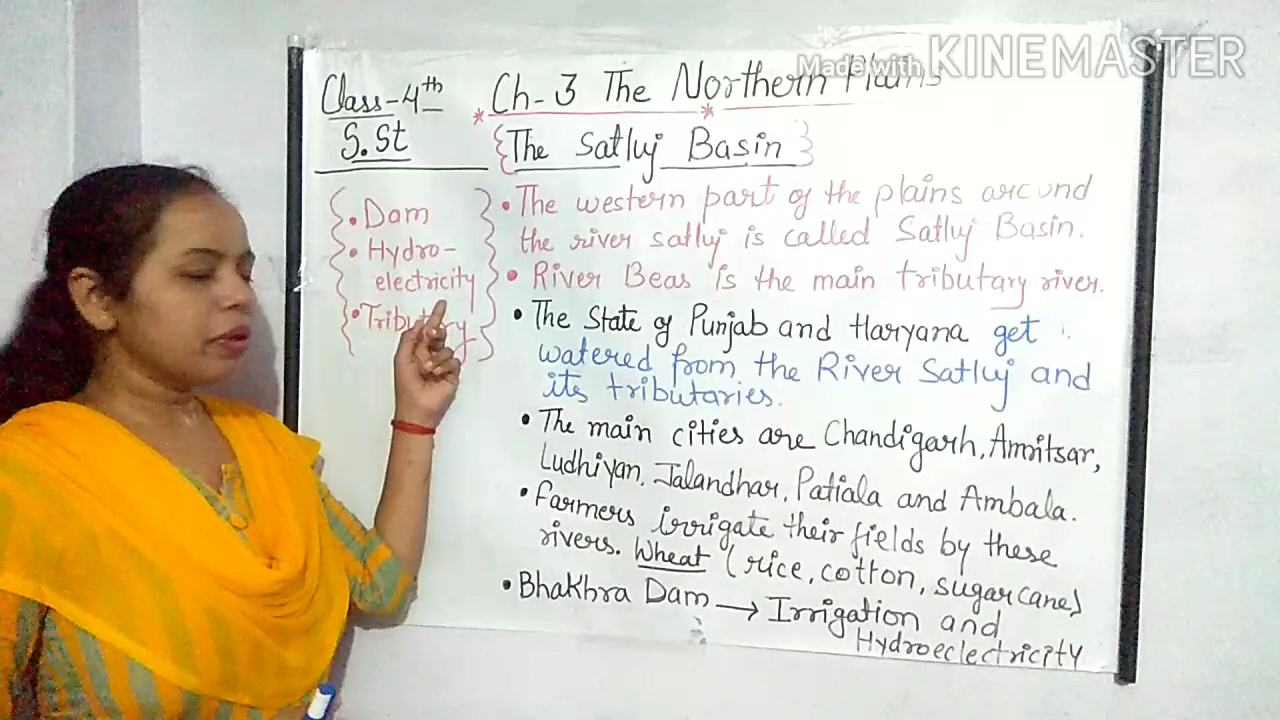 Made with KINEMASTER
Class-4th
S.St
Ch-3 The Northern Plains
{The Satluj Basin}
• Dam
• Hydro-
electricity
• Tributary
• The western part of the plains around
the river satluj is called Satluj Basin.
• River Beas is the main tributary river.
• The State of Punjab and Haryana get
watered from the River Satluj and
its tributaries.
• The main cities are Chandigarh, Amritsar,
Ludhiyan, Jalandhar, Patiala and Ambala.
• Farmers irrigate their fields by these
rivers. Wheat (rice, cotton, sugarcane)
• Bhakhra Dam → Irrigation and
Hydroeclectricity